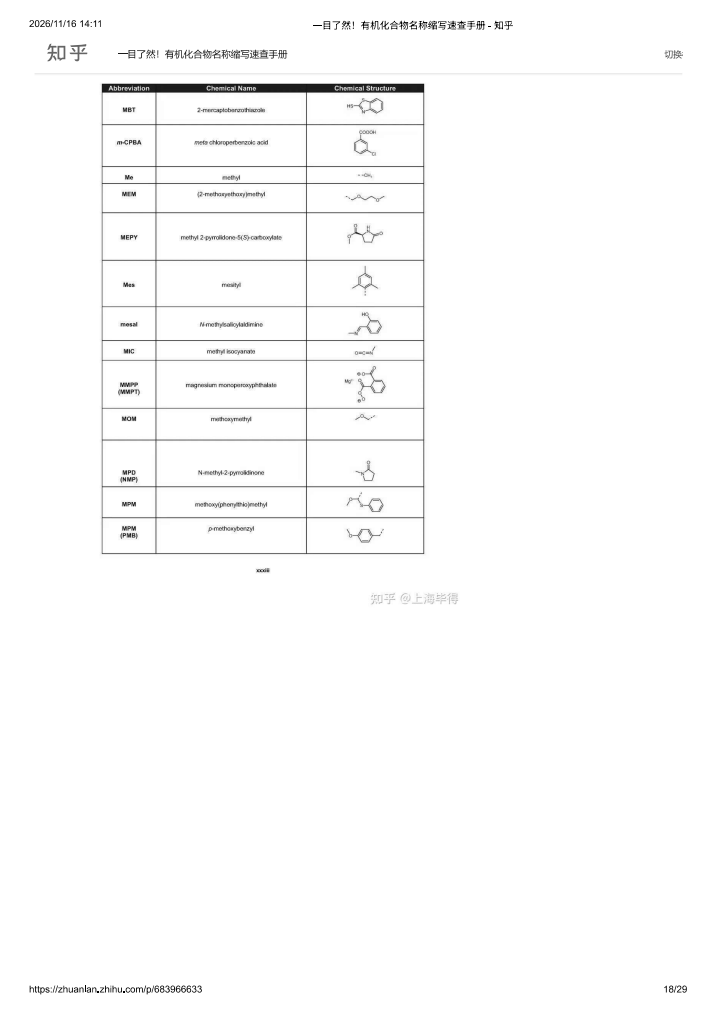 2026/11/16 14:11
一目了然！有机化合物名称缩写速查手册 - 知乎
知乎
一目了然！有机化合物名称缩写速查手册
切换
Abbreviation Chemical Name Chemical Structure
MBT 2-mercaptobenzothiazole
HS S N
m-CPBA meta chloroperbenzoic acid
COOOH
Cl
Me methyl
CH3
MEM (2-methoxyethoxy)methyl
O O
MEPY methyl 2-pyrrolidone-5(S)-carboxylate
O H N O O
Mes mesityl
mesal N-methylsalicylaldimine
HO
N
MIC methyl isocyanate
O=C=N
MMPP
(MMPT)
magnesium monoperoxyphthalate
O
⊖O
Mg2+ O
O
⊖O
MOM methoxymethyl
O
MPD
(NMP)
N-methyl-2-pyrrolidinone
O
N
MPM methoxy(phenylthio)methyl
O S
MPM
(PMB)
p-methoxybenzyl
O
xxxiii
知乎 @上海毕得
https://zhuanlan.zhihu.com/p/683966633
18/29